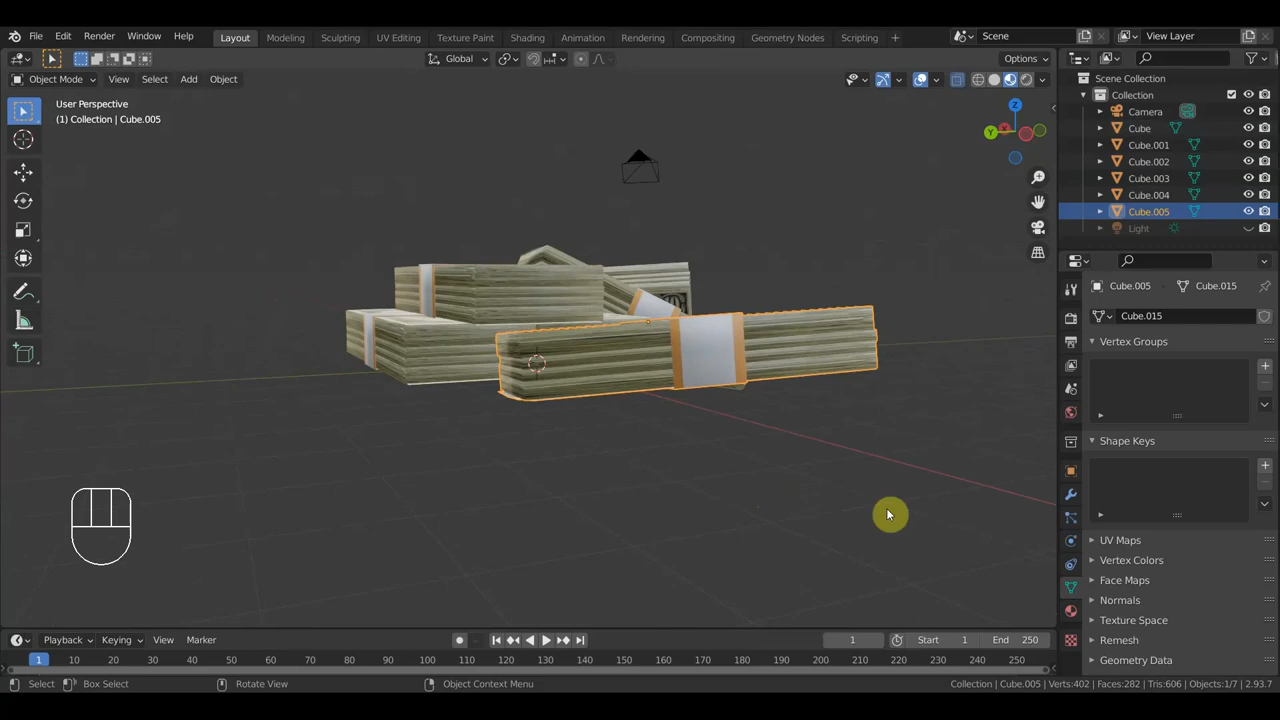 File Edit Render Window Help Layout Modeling Sculpting UV Editing Texture Paint Shading Animation Rendering Compositing Geometry Nodes Scripting + Scene View Layer
Global Options
Object Mode View Select Add Object
User Perspective
(1) Collection | Cube.005
Z
Y
X
Scene Collection
Collection
Camera
Cube
Cube.001
Cube.002
Cube.003
Cube.004
Cube.005
Light
Cube.005 Cube.015
Cube.015
Vertex Groups
Shape Keys
UV Maps
Vertex Colors
Face Maps
Normals
Texture Space
Remesh
Geometry Data
Playback Keying View Marker 1 Start 1 End 250
1 10 20 30 40 50 60 70 80 90 100 110 120 130 140 150 160 170 180 190 200 210 220 230 240 250
Select Box Select Rotate View Object Context Menu Collection | Cube.005 | Verts:402 | Faces:282 | Tris:606 | Objects:1/7 | 2.93.7